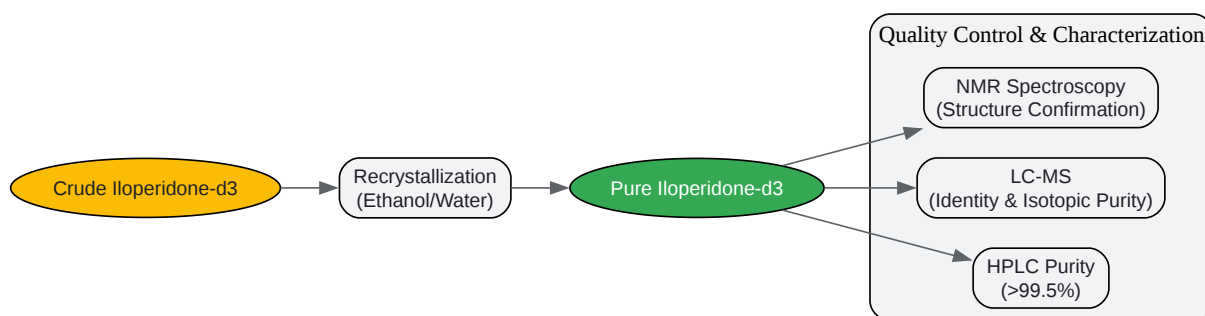 Quality Control & Characterization
NMR Spectroscopy
(Structure Confirmation)
Crude Iloperidone-d3
Recrystallization
(Ethanol/Water)
Pure Iloperidone-d3
LC-MS
(Identity & Isotopic Purity)
HPLC Purity
(>99.5%)